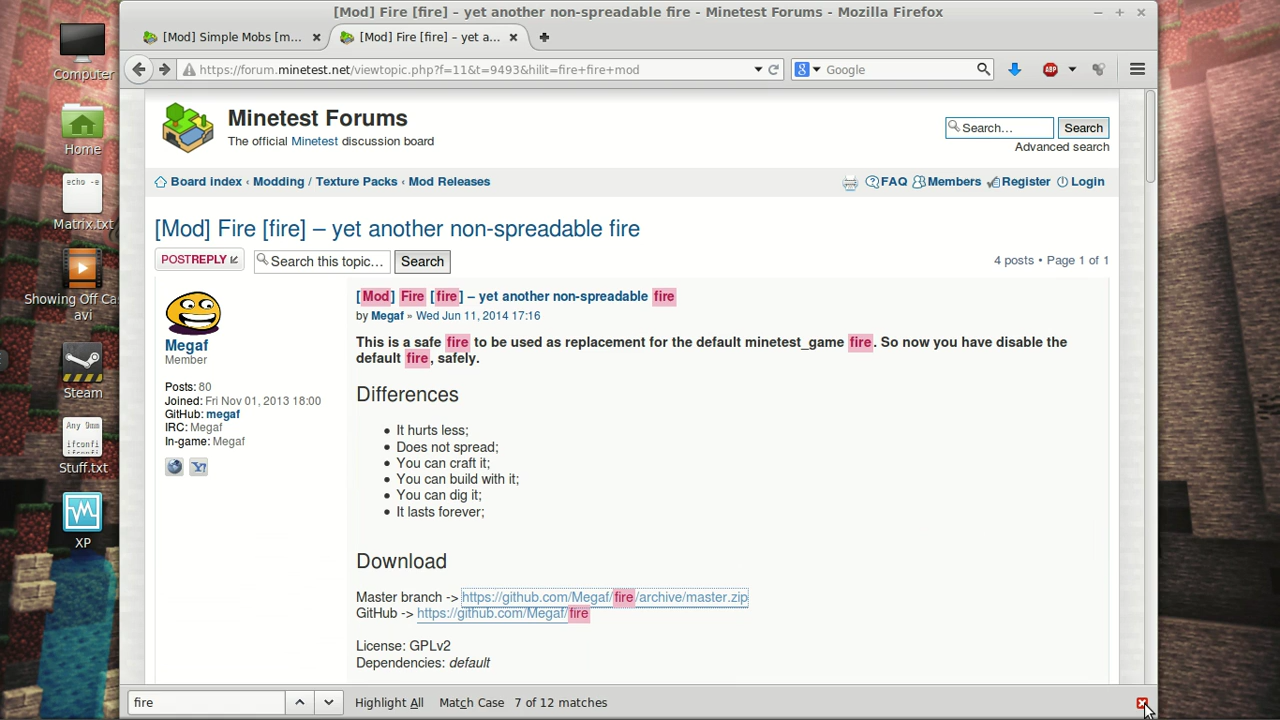 [Mod] Fire [fire] – yet another non-spreadable fire - Mozilla Firefox
[Mod] Simple Mobs [m...
[Mod] Fire [fire] – yet a...
https://forum.minetest.net/viewtopic.php?f=11&t=9493&hilit=fire+fire+mod
Google
ABP
Minetest Forums
The official Minetest discussion board
Search...
Search
Advanced search
Board index ‹ Modding / Texture Packs ‹ Mod Releases
FAQ Members Register Login
[Mod] Fire [fire] – yet another non-spreadable fire
POSTREPLY
Search this topic...
Search
4 posts • Page 1 of 1
Megaf
Member
Posts: 80
Joined: Fri Nov 01, 2013 18:00
GitHub: megaf
IRC: Megaf
In-game: Megaf
[Mod] Fire [fire] – yet another non-spreadable fire
by Megaf » Wed Jun 11, 2014 17:16
This is a safe fire to be used as replacement for the default minetest_game fire. So now you have disable the
default fire, safely.
Differences
It hurts less;
Does not spread;
You can craft it;
You can build with it;
You can dig it;
It lasts forever;
Download
Master branch -> https://github.com/Megaf/fire/archive/master.zip
GitHub -> https://github.com/Megaf/fire
License: GPLv2
Dependencies: default
fire
Highlight All
Match Case
7 of 12 matches
Computer
Home
echo -e
Matrix.txt
Showing Off Ca
avi
Steam
Any 9mm
ifconfi
Stuff.txt
XP